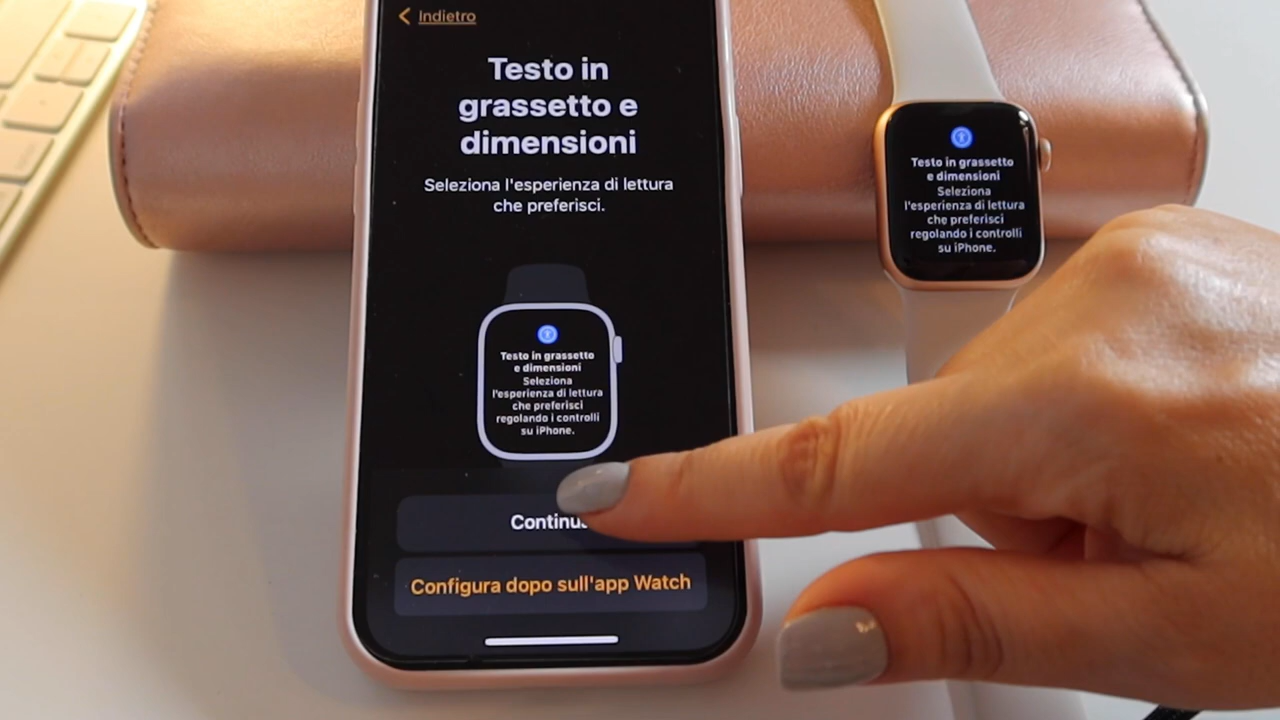 Indietro
Testo in
grassetto e
dimensioni
Seleziona l'esperienza di lettura
che preferisci.
Testo in grassetto
e dimensioni
Seleziona
l'esperienza di lettura
che preferisci
regolando i controlli
su iPhone.
Continua
Configura dopo sull'app Watch
Testo in grassetto
e dimensioni
Seleziona
l'esperienza di lettura
che preferisci
regolando i controlli
su iPhone.